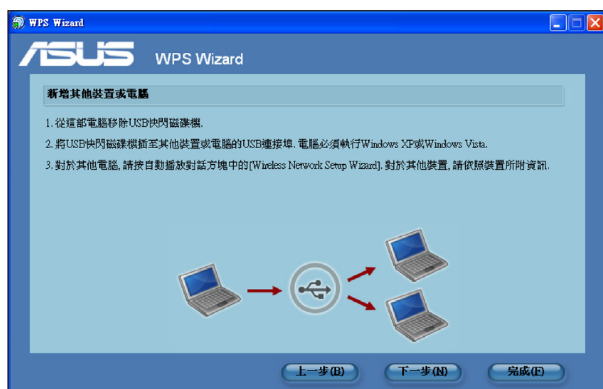 WPS Wizard
ASUS WPS Wizard
新增其他裝置或電腦
1. 從這部電腦移除USB快閃磁碟機.
2. 將USB快閃磁碟機插至其他裝置或電腦的USB連接埠. 電腦必須執行Windows XP或Windows Vista.
3. 對於其他電腦, 請按自動播放對話方塊中的[Wireless Network Setup Wizard]. 對於其他裝置, 請依照裝置所附資訊.
上一步(B) 下一步(N) 完成(F)